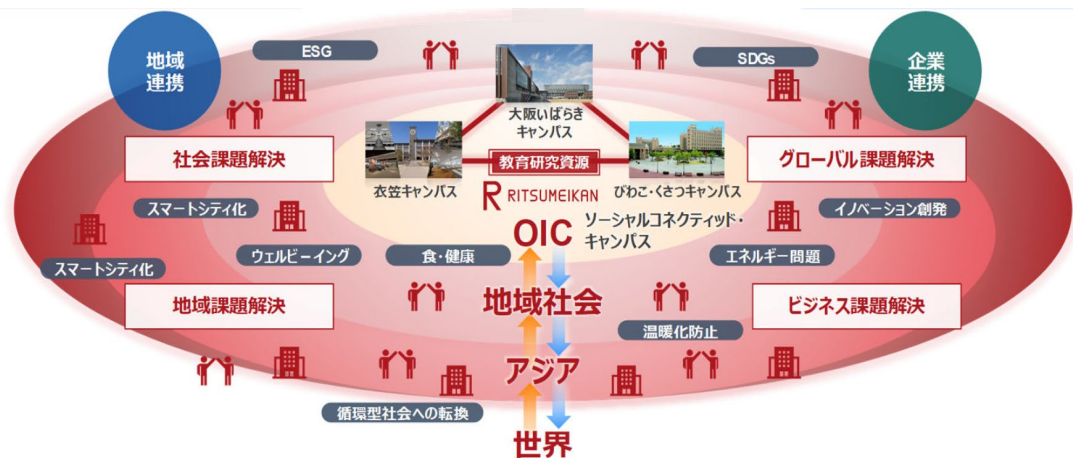 地域
連携
ESG
SDGs
企業
連携
大阪いばらき
キャンパス
社会課題解決
教育研究資源
グローバル課題解決
衣笠キャンパス
びわこ・くさつキャンパス
RITSUMEIKAN
スマートシティ化
イノベーション創発
OIC
ソーシャルコネクティッド・
キャンパス
ウェルビーイング
食・健康
エネルギー問題
スマートシティ化
地域課題解決
地域社会
ビジネス課題解決
温暖化防止
アジア
循環型社会への転換
世界